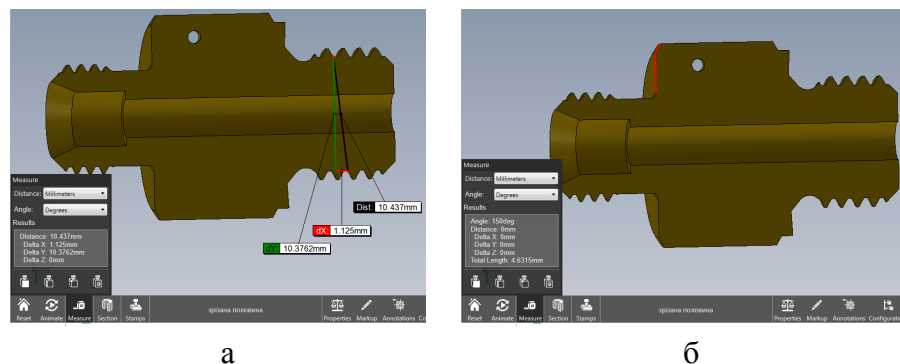 Dist: 10.437mm
dX: 1.125mm
dY: 10.3762mm
Measure
Distance: Millimeters
Angle: Degrees
Results
Distance: 10.437mm
Delta X: 1.125mm
Delta Y: 10.3762mm
Delta Z: 0mm
зрізана половина
Reset Animate Measure Section Stamps Properties Markup Annotations Co
а
Measure
Distance: Millimeters
Angle: Degrees
Results
Angle: 150deg
Distance: 0mm
Delta X: 0mm
Delta Y: 0mm
Delta Z: 0mm
Total Length: 4.6315mm
зрізана половина
Reset Animate Measure Section Stamps Properties Markup Annotations Configurati
б